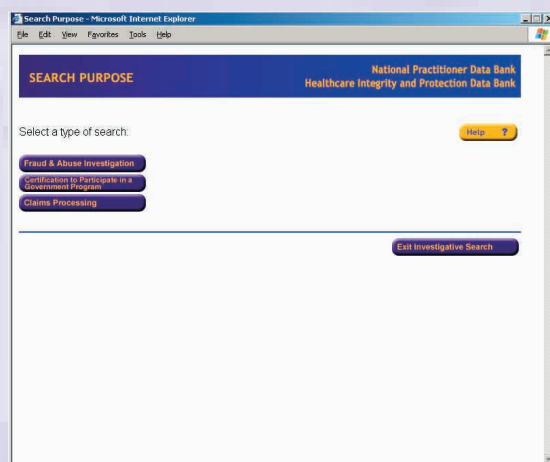 Search Purpose - Microsoft Internet Explorer
File Edit View Favorites Tools Help
SEARCH PURPOSE
National Practitioner Data Bank
Healthcare Integrity and Protection Data Bank
Select a type of search:
Help ?
Fraud & Abuse Investigation
Certification to Participate in a
Government Program
Claims Processing
Exit Investigative Search